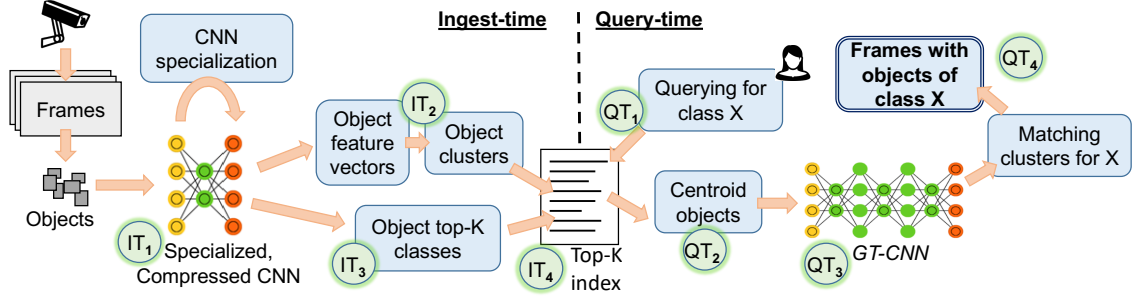 Ingest-time
Query-time
CNN
specialization
Frames
Objects
IT1
Specialized,
Compressed CNN
Object
feature
vectors
IT2
Object
clusters
IT3
Object top-K
classes
IT4
Top-K
index
QT1
Querying for
class X
QT2
Centroid
objects
QT3
GT-CNN
Matching
clusters for X
QT4
Frames with
objects of
class X